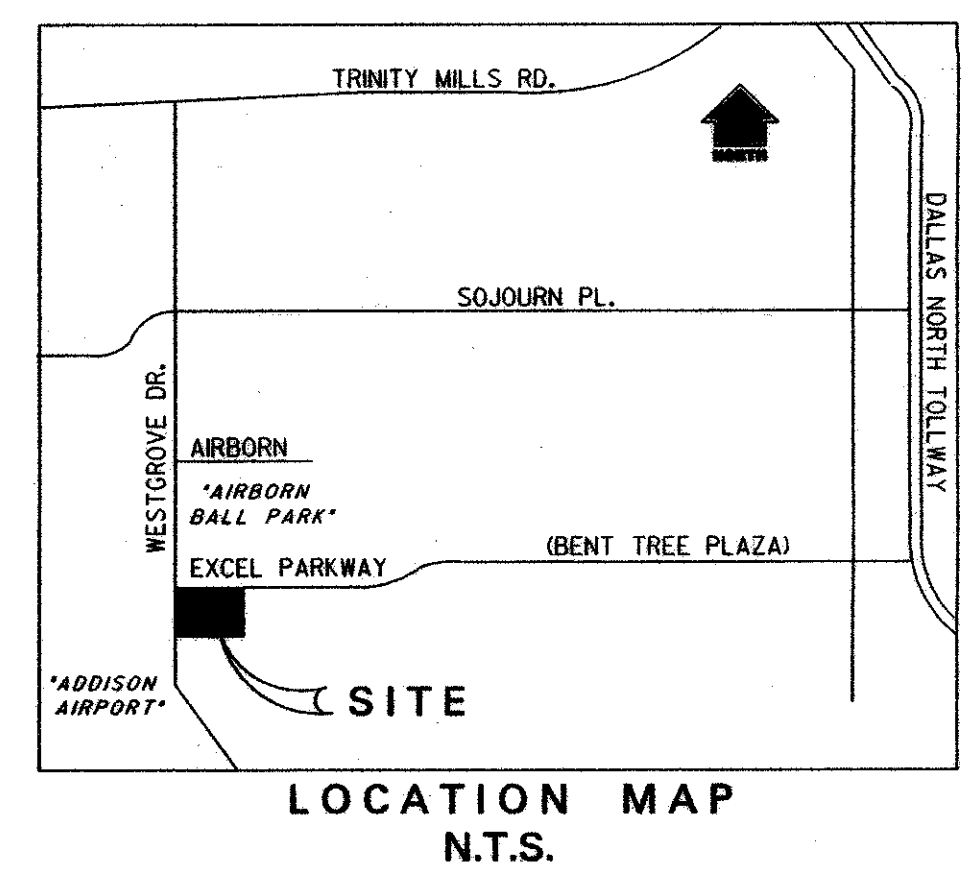 TRINITY MILLS RD.
NORTH
DALLAS NORTH TOLLWAY
SOJOURN PL.
WESTGROVE DR.
AIRBORN
"AIRBORN
BALL PARK"
(BENT TREE PLAZA)
EXCEL PARKWAY
"ADDISON
AIRPORT"
SITE
LOCATION MAP
N.T.S.